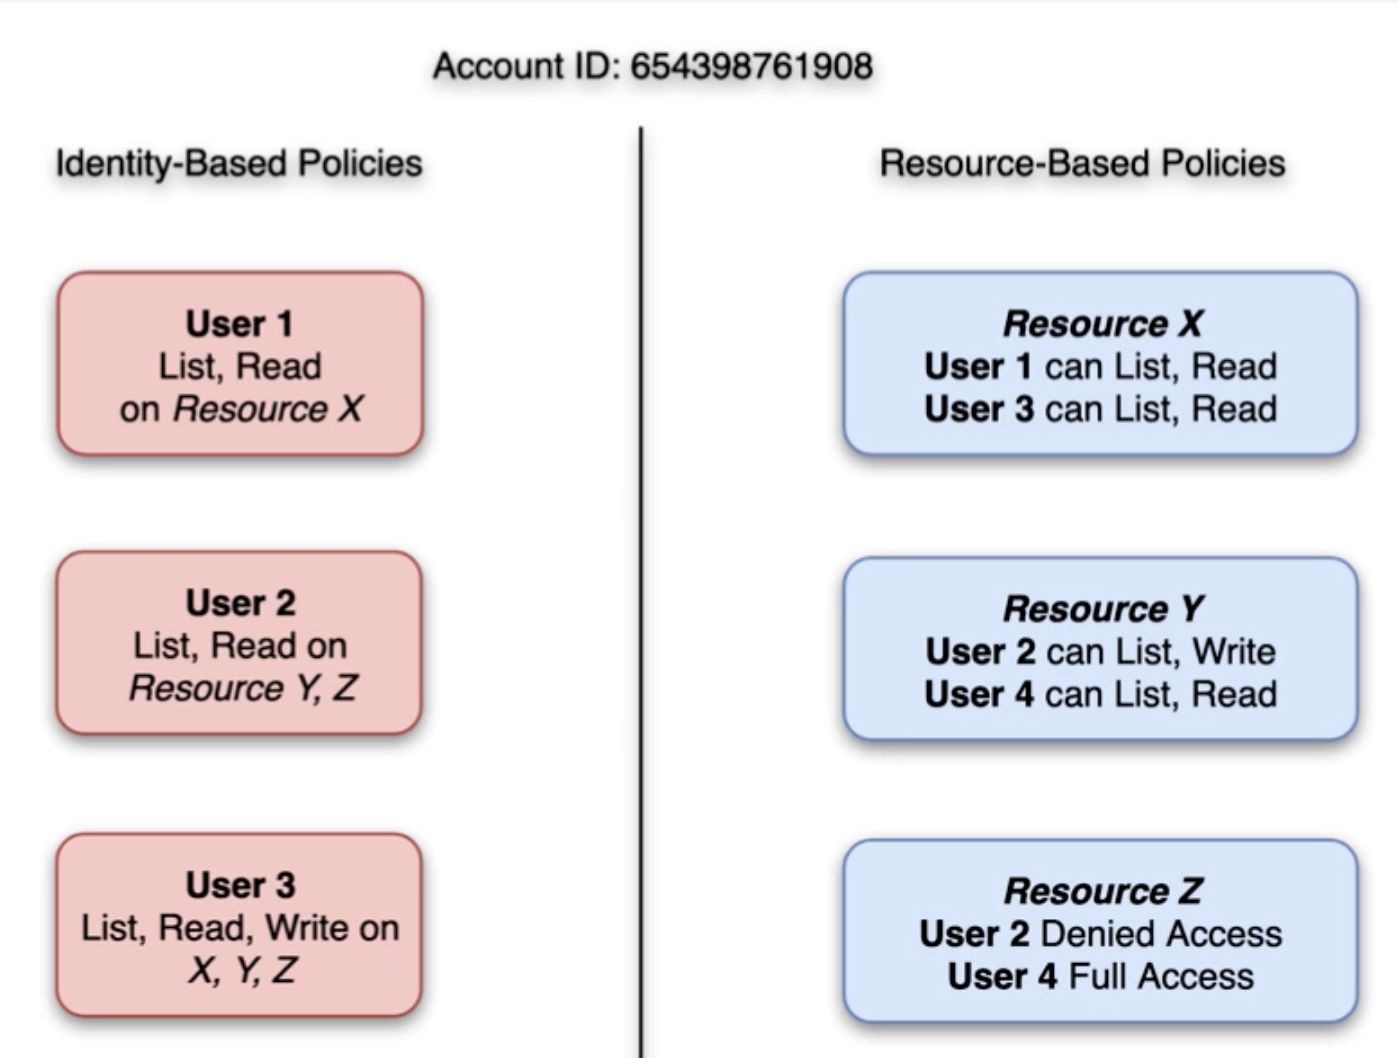 Account ID: 654398761908
Identity-Based Policies
User 1
List, Read
on Resource X
User 2
List, Read on
Resource Y, Z
User 3
List, Read, Write on
X, Y, Z
Resource-Based Policies
Resource X
User 1 can List, Read
User 3 can List, Read
Resource Y
User 2 can List, Write
User 4 can List, Read
Resource Z
User 2 Denied Access
User 4 Full Access